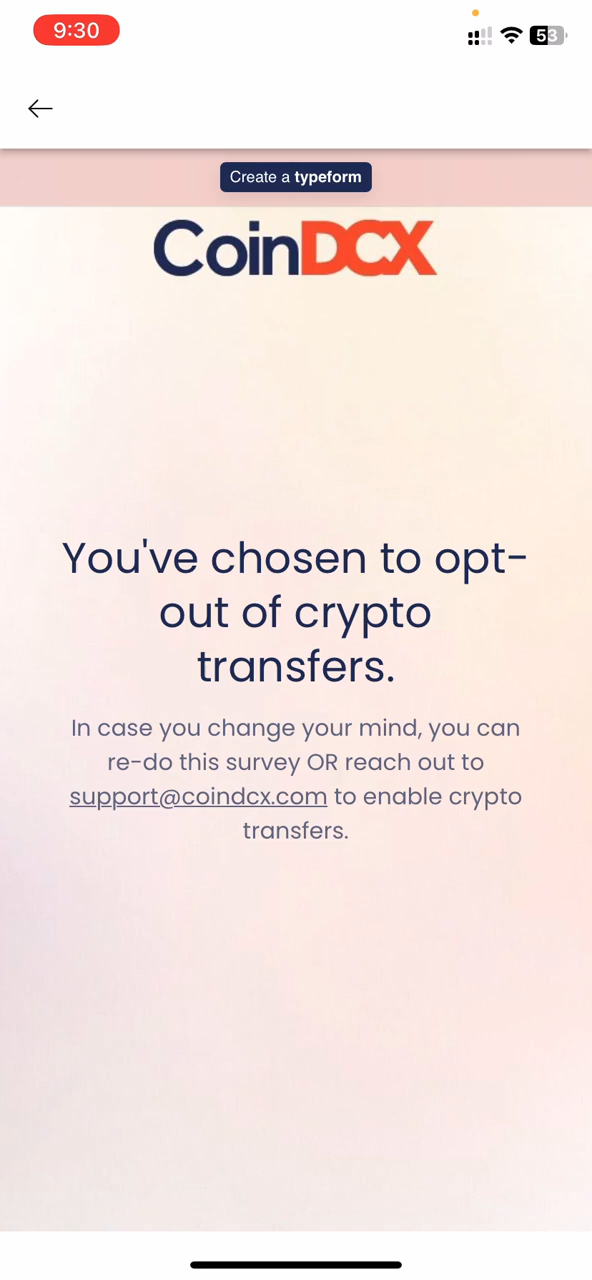 9:30
53
Create a typeform
CoinDCX
You've chosen to opt-
out of crypto
transfers.
In case you change your mind, you can
re-do this survey OR reach out to
support@coindcx.com to enable crypto
transfers.